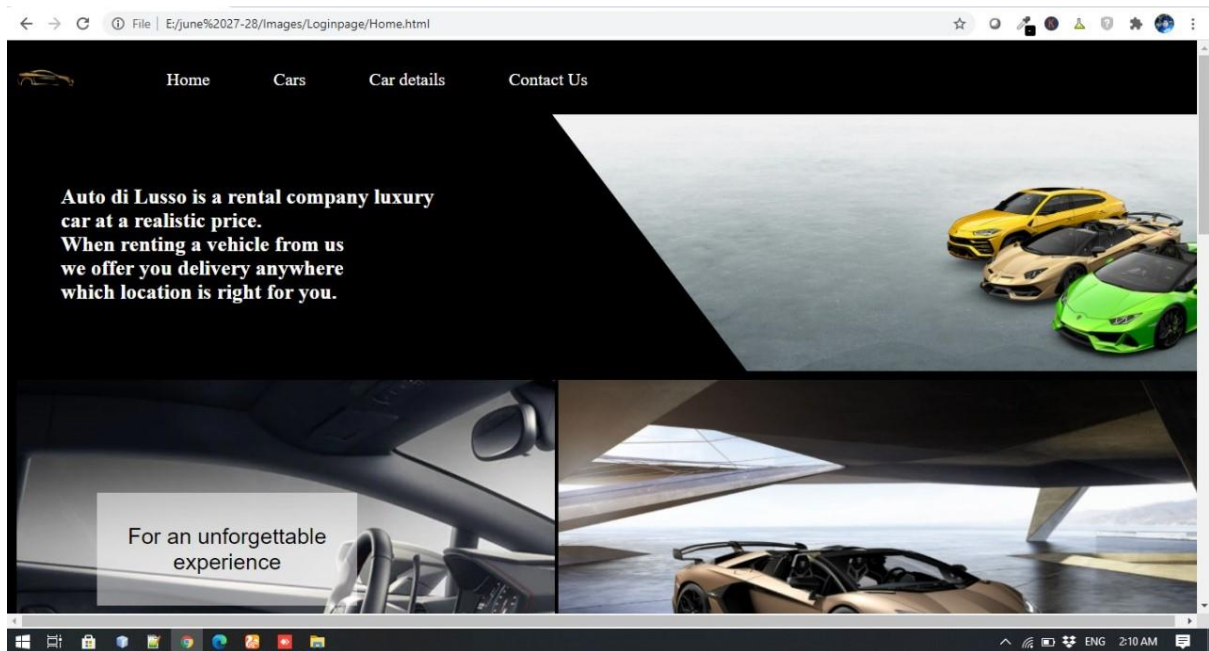 File | E:/june%2027-28/Images/Loginpage/Home.html
Home Cars Car details Contact Us
Auto di Lusso is a rental company luxury
car at a realistic price.
When renting a vehicle from us
we offer you delivery anywhere
which location is right for you.
For an unforgettable
experience
ENG 2:10 AM